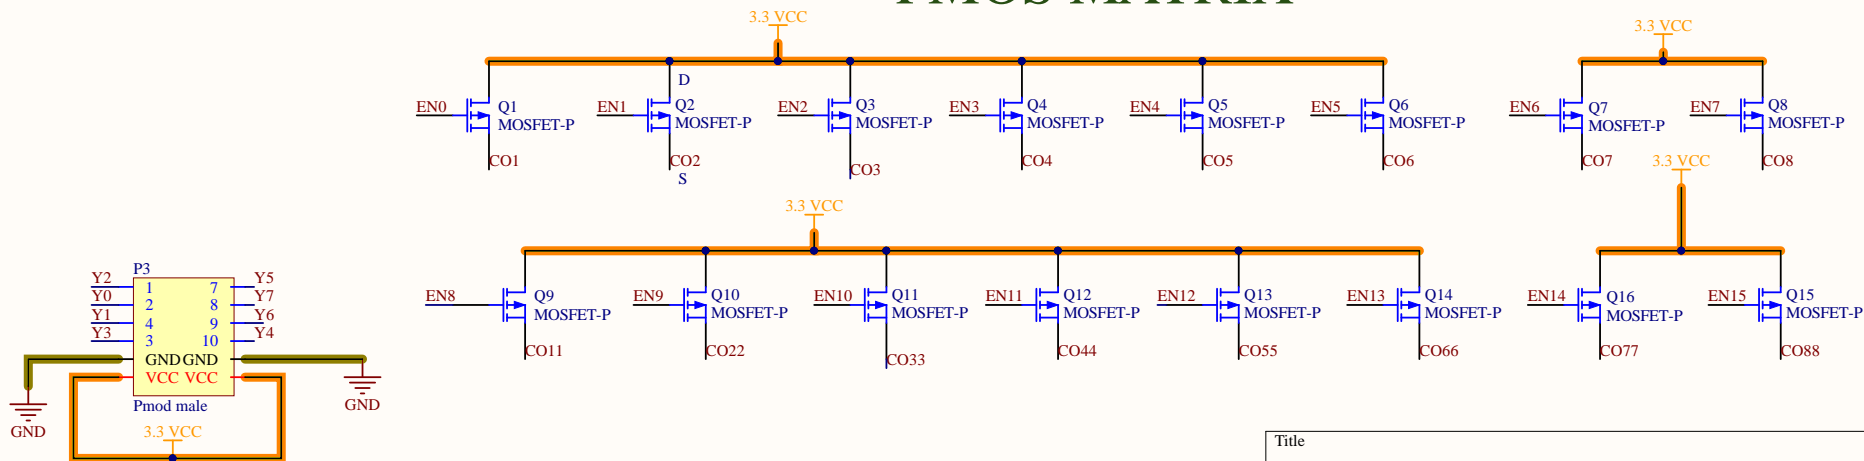 PMOS MATRIX
3.3 VCC
3.3 VCC
D
EN0
Q1
MOSFET-P
CO1
EN1
Q2
MOSFET-P
CO2
S
EN2
Q3
MOSFET-P
CO3
EN3
Q4
MOSFET-P
CO4
EN4
Q5
MOSFET-P
CO5
EN5
Q6
MOSFET-P
CO6
EN6
Q7
MOSFET-P
CO7
EN7
Q8
MOSFET-P
CO8
3.3 VCC
3.3 VCC
EN8
Q9
MOSFET-P
CO11
EN9
Q10
MOSFET-P
CO22
EN10
Q11
MOSFET-P
CO33
EN11
Q12
MOSFET-P
CO44
EN12
Q13
MOSFET-P
CO55
EN13
Q14
MOSFET-P
CO66
EN14
Q16
MOSFET-P
CO77
EN15
Q15
MOSFET-P
CO88
P3
Y2 1 7 Y5
Y0 2 8 Y7
Y1 4 9 Y6
Y3 3 10 Y4
GND GND
VCC VCC
Pmod male
GND
GND
3.3 VCC
Title